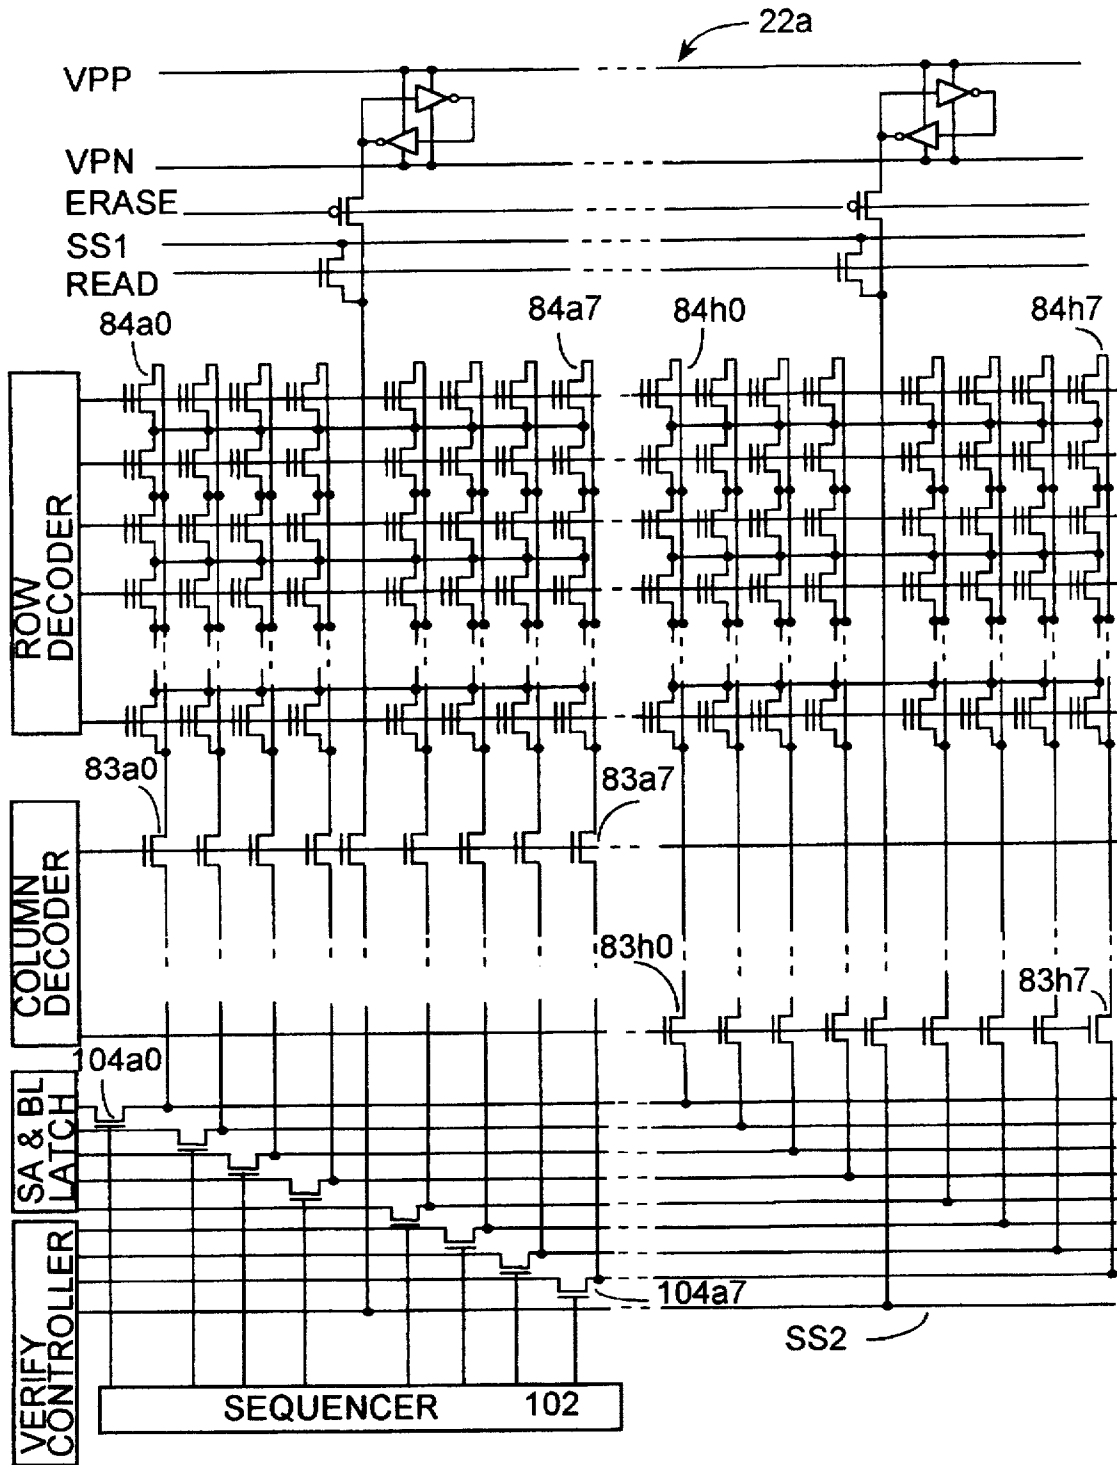 22a
VPP
VPN
ERASE
SS1
READ
84a0
84a7
84h0
84h7
ROW
DECODER
83a0
83a7
COLUMN
DECODER
83h0
83h7
104a0
SA & BL
LATCH
104a7
SS2
VERIFY
CONTROLLER
SEQUENCER 102